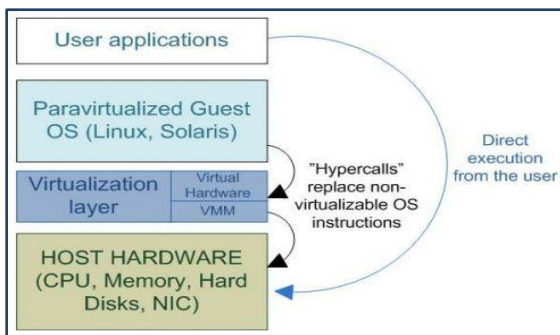 User applications
Paravirtualized Guest
OS (Linux, Solaris)
Virtualization
layer
Virtual
Hardware
VMM
HOST HARDWARE
(CPU, Memory, Hard
Disks, NIC)
"Hypercalls"
replace non-
virtualizable OS
instructions
Direct
execution
from the user